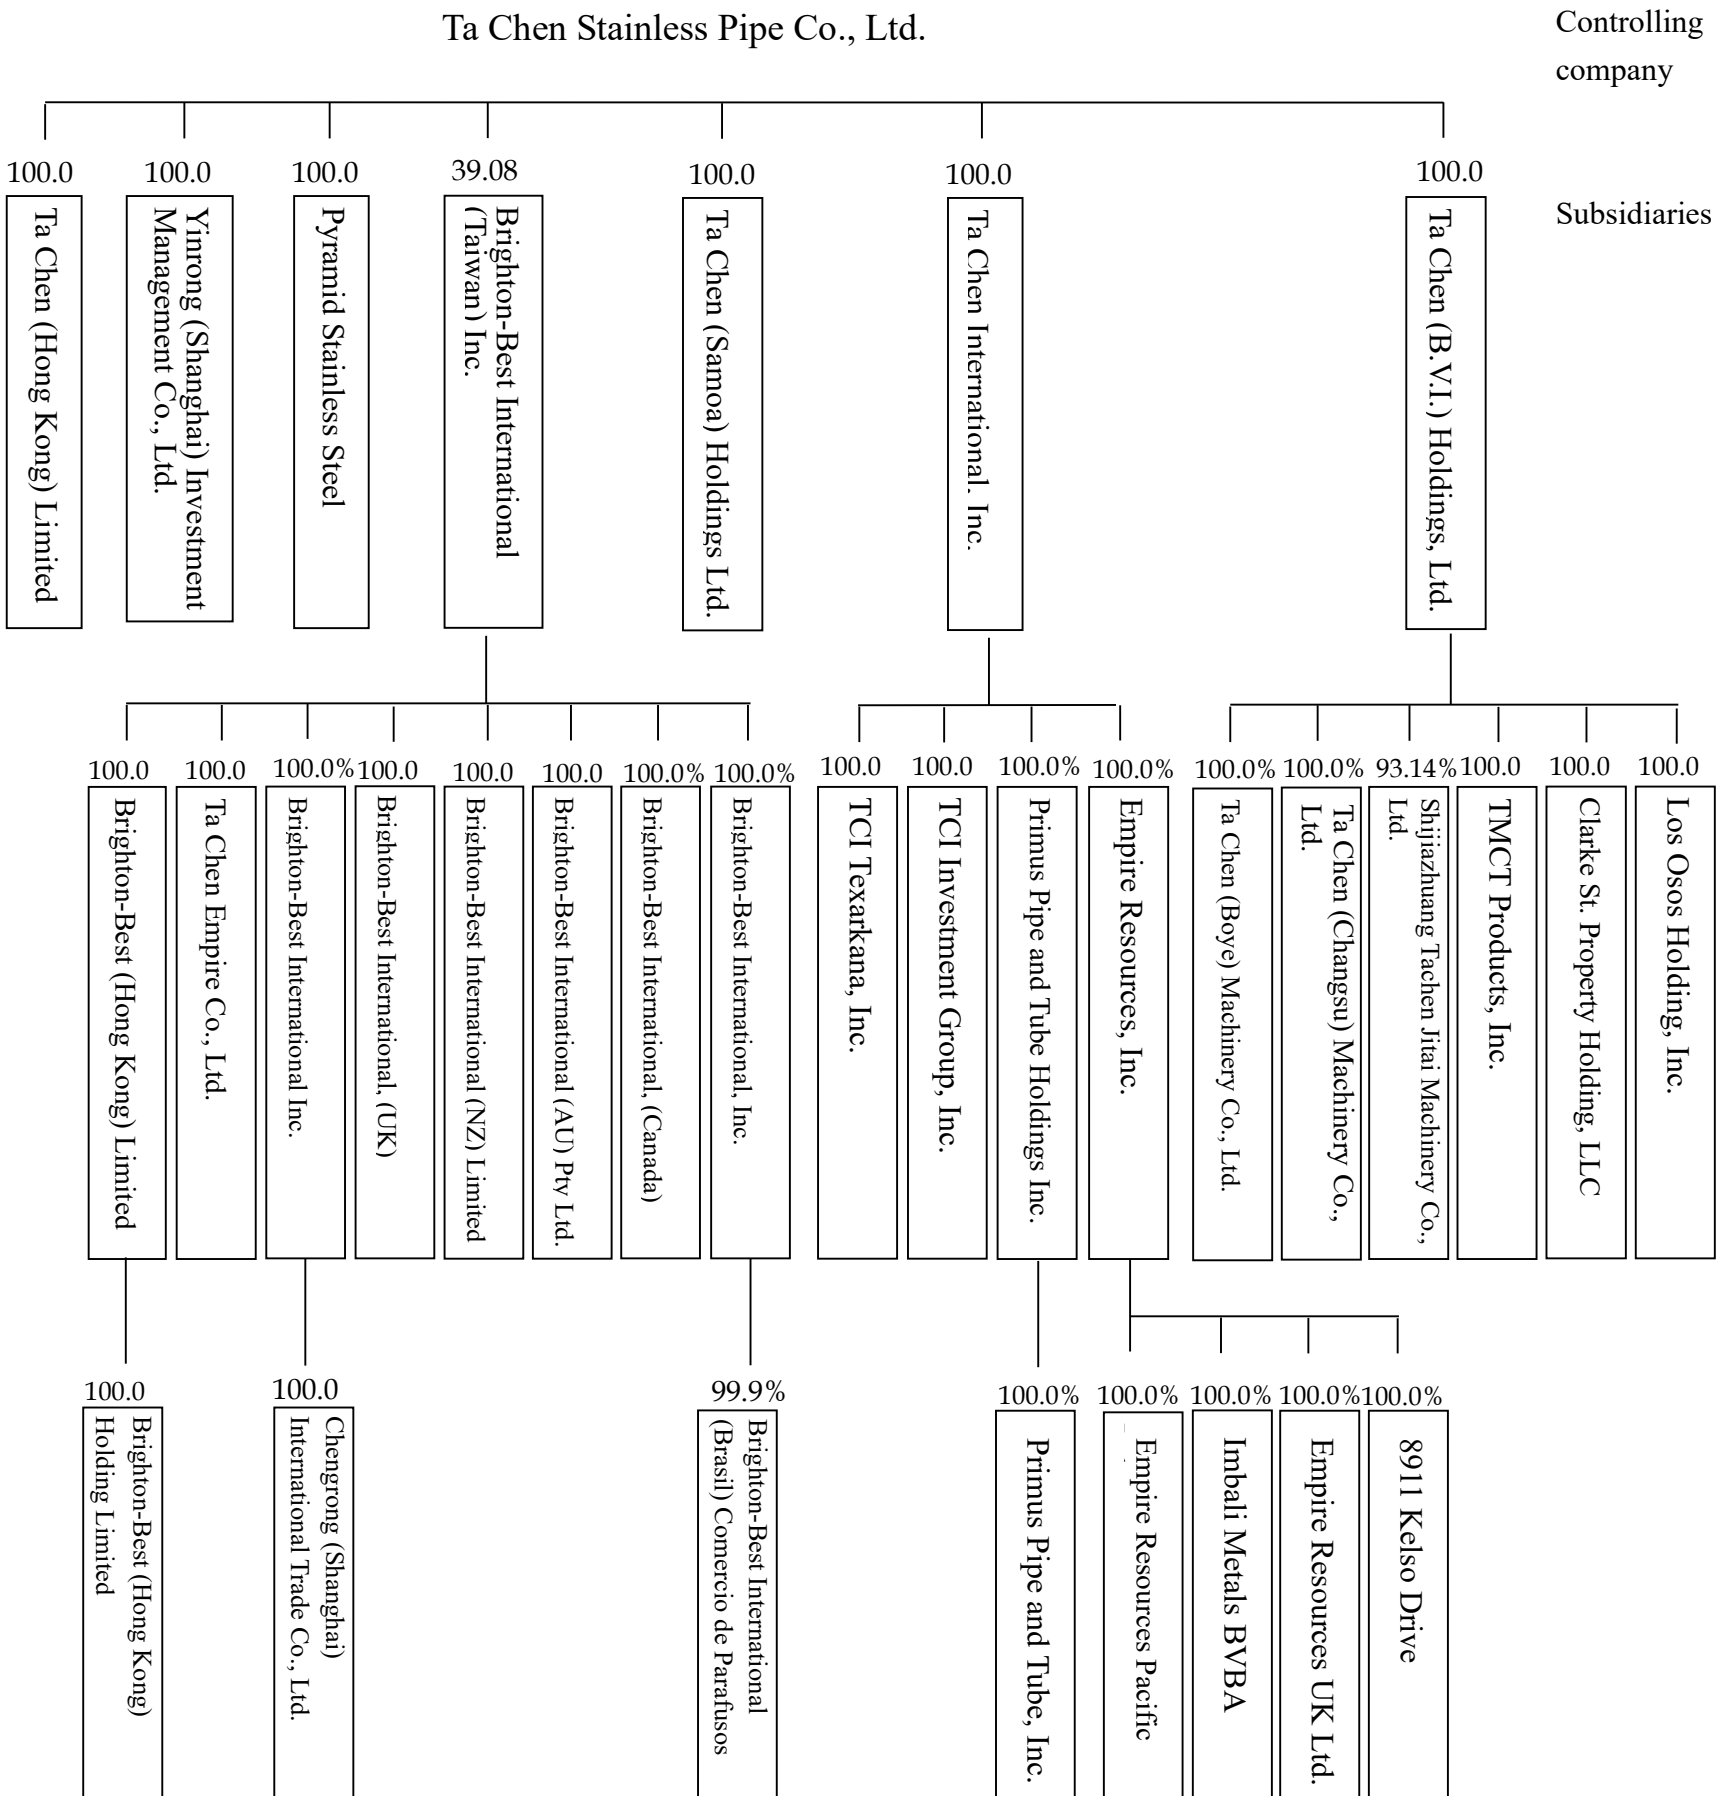 Ta Chen Stainless Pipe Co., Ltd.
Controlling
company
100.0
100.0
100.0
39.08
100.0
100.0
100.0
Subsidiaries
Ta Chen (Hong Kong) Limited
Yinrong (Shanghai) Investment
Management Co., Ltd.
Pyramid Stainless Steel
Brighton-Best International
(Taiwan) Inc.
Ta Chen (Samoa) Holdings Ltd.
Ta Chen International. Inc.
Ta Chen (B.V.I.) Holdings, Ltd.
100.0
100.0
100.0%
100.0
100.0
100.0
100.0%
100.0%
100.0
100.0
100.0%
100.0%
100.0%
100.0%
93.14%
100.0
100.0
100.0
Brighton-Best (Hong Kong) Limited
Ta Chen Empire Co., Ltd.
Brighton-Best International Inc.
Brighton-Best International, (UK)
Brighton-Best International (NZ) Limited
Brighton-Best International (AU) Pty Ltd.
Brighton-Best International, (Canada)
Brighton-Best International, Inc.
TCI Texarkana, Inc.
TCI Investment Group, Inc.
Primus Pipe and Tube Holdings Inc.
Empire Resources, Inc.
Ta Chen (Boye) Machinery Co., Ltd.
Ta Chen (Changsu) Machinery Co.,
Ltd.
Shijiazhuang Tachen Jitai Machinery Co.,
Ltd.
TMCT Products, Inc.
Clarke St. Property Holding, LLC
Los Osos Holding, Inc.
100.0
100.0
99.9%
100.0%
100.0%
100.0%
100.0%
100.0%
Brighton-Best (Hong Kong)
Holding Limited
Chengrong (Shanghai)
International Trade Co., Ltd.
Brighton-Best International
(Brasil) Comercio de Parafusos
Primus Pipe and Tube, Inc.
Empire Resources Pacific
Imbali Metals BVBA
Empire Resources UK Ltd.
8911 Kelso Drive